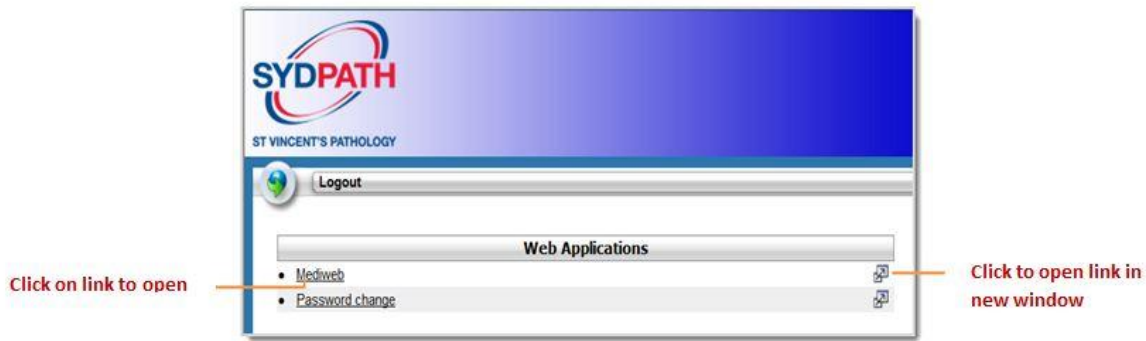 SYDPATH
ST VINCENT'S PATHOLOGY
Logout
Web Applications
• Mediweb
• Password change
Click on link to open
Click to open link in
new window